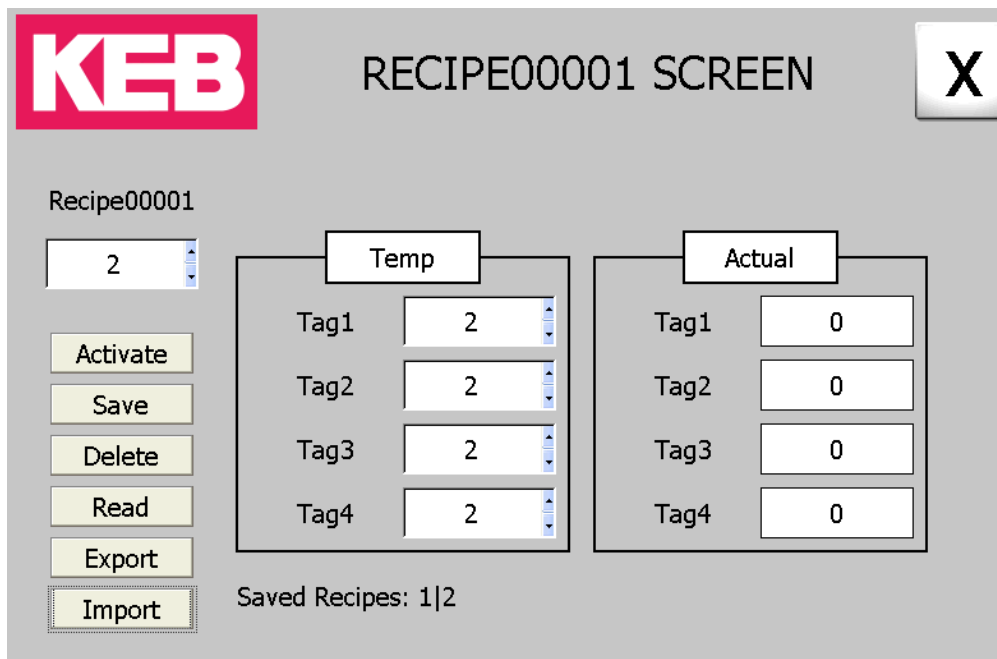 KEB
RECIPE00001 SCREEN
X
Recipe00001
2
Activate
Save
Delete
Read
Export
Import
Temp
Tag1 2
Tag2 2
Tag3 2
Tag4 2
Actual
Tag1 0
Tag2 0
Tag3 0
Tag4 0
Saved Recipes: 1|2